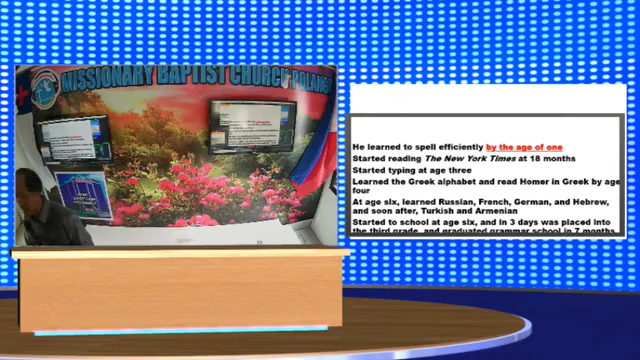 MISSIONARY BAPTIST CHURCH POLANGUI
He learned to spell efficiently by the age of one
Started reading The New York Times at 18 months
Started typing at age three
Learned the Greek alphabet and read Homer in Greek by age
four
At age six, learned Russian, French, German, and Hebrew,
and soon after, Turkish and Armenian
Started to school at age six, and in 3 days was placed into
the third grade, and graduated grammar school in 7 months